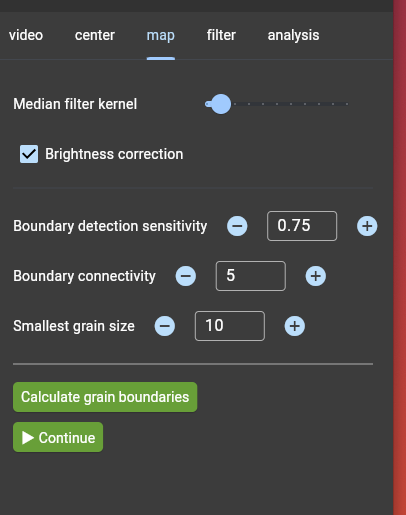 video center map filter analysis
Median filter kernel
Brightness correction
Boundary detection sensitivity 0.75
Boundary connectivity 5
Smallest grain size 10
Calculate grain boundaries
Continue